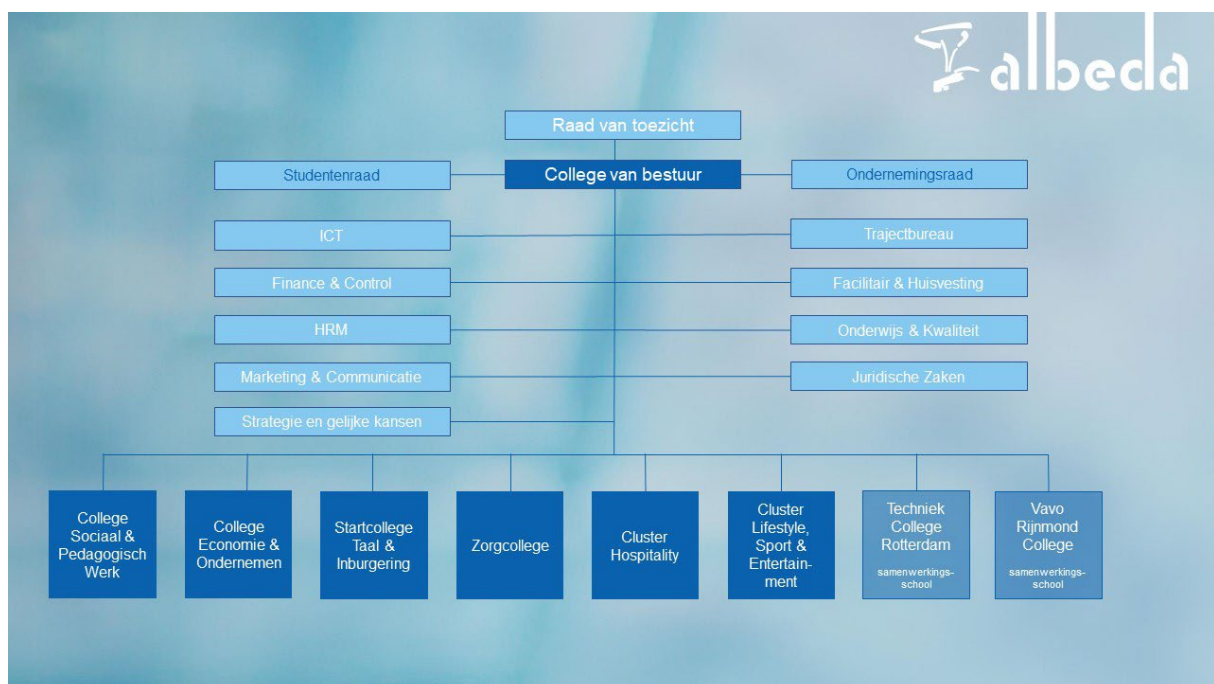 albeda
Raad van toezicht
Studentenraad
College van bestuur
Ondernemingsraad
ICT
Trajectbureau
Finance & Control
Facilitair & Huisvesting
HRM
Onderwijs & Kwaliteit
Marketing & Communicatie
Juridische Zaken
Strategie en gelijke kansen
College
Sociaal &
Pedagogisch
Werk
College
Economie &
Ondernemen
Startcollege
Taal &
Inburgering
Zorgcollege
Cluster
Hospitality
Cluster
Lifestyle,
Sport &
Entertain-
ment
Techniek
College
Rotterdam
samenwerkings-
school
Vavo
Rijnmond
College
samenwerkings-
school